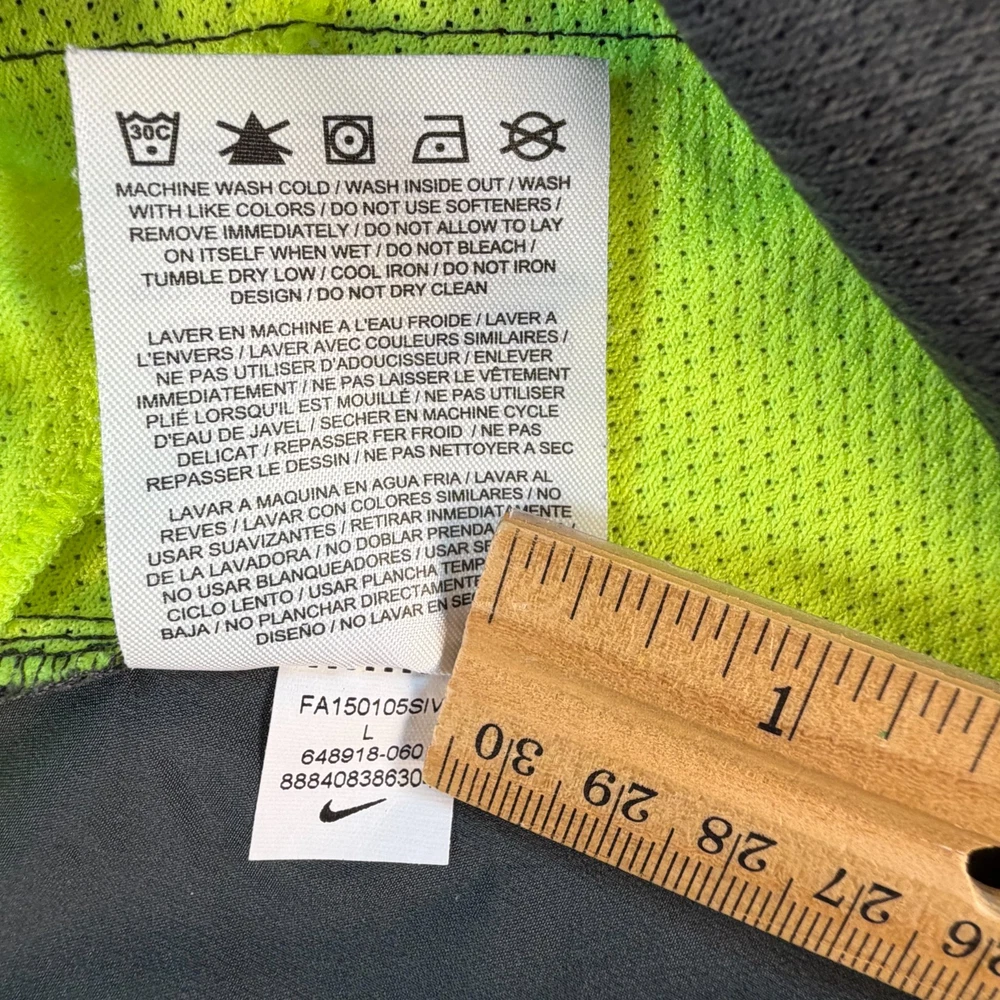 30C
MACHINE WASH COLD / WASH INSIDE OUT / WASH
WITH LIKE COLORS / DO NOT USE SOFTENERS /
REMOVE IMMEDIATELY / DO NOT ALLOW TO LAY
ON ITSELF WHEN WET / DO NOT BLEACH /
TUMBLE DRY LOW / COOL IRON / DO NOT IRON
DESIGN / DO NOT DRY CLEAN
LAVER EN MACHINE A L'EAU FROIDE / LAVER A
L'ENVERS / LAVER AVEC COULEURS SIMILAIRES /
NE PAS UTILISER D'ADOUCISSEUR / ENLEVER
IMMEDIATEMENT / NE PAS LAISSER LE VÊTEMENT
PLIÉ LORSQU'IL EST MOUILLÉ / NE PAS UTILISER
D'EAU DE JAVEL / SECHER EN MACHINE CYCLE
DELICAT / REPASSER FER FROID / NE PAS
REPASSER LE DESSIN / NE PAS NETTOYER A SEC
LAVAR A MAQUINA EN AGUA FRIA / LAVAR AL
REVES / LAVAR CON COLORES SIMILARES / NO
USAR SUAVIZANTES / RETIRAR INMEDIATAMENTE
DE LA LAVADORA / NO DOBLAR PRENDA
NO USAR BLANQUEADORES / USAR
CICLO LENTO / USAR PLANCHA
BAJA / NO PLANCHAR DIRECTAMENTE
DISEÑO / NO LAVAR EN
FA150105SIV
L
648918-060
88840838630
1
30 29 28 27 26